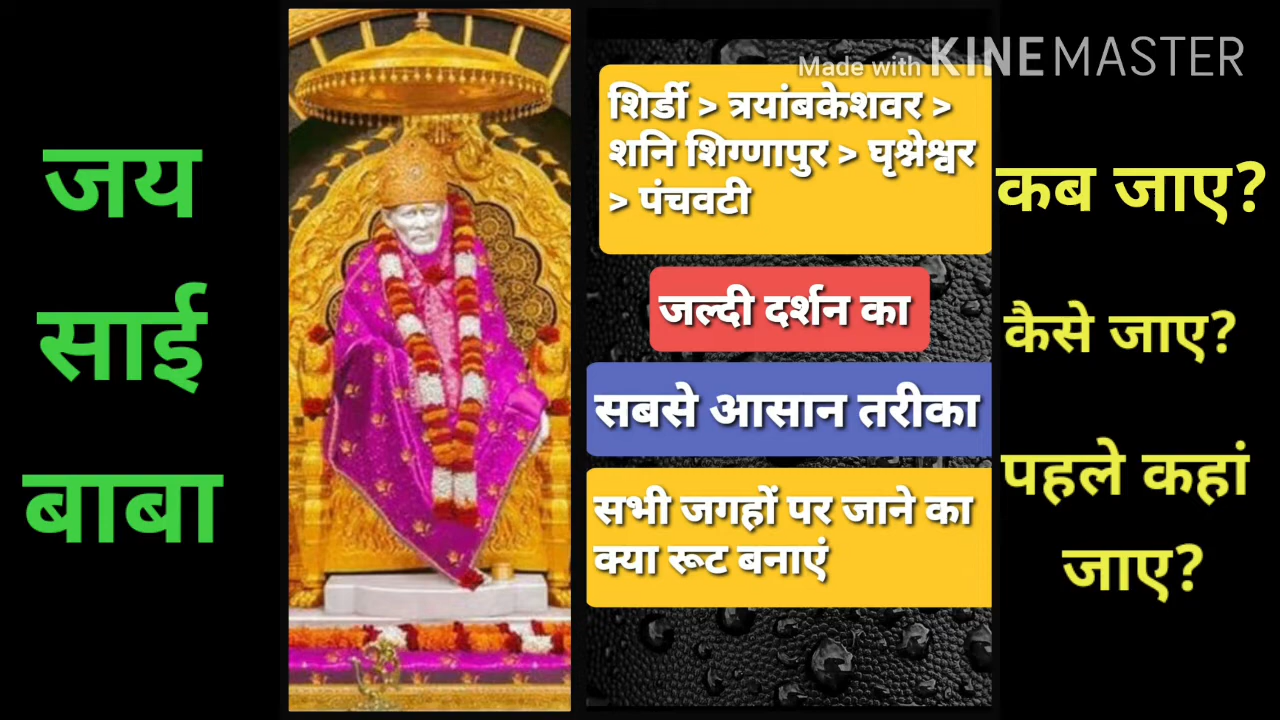 जय
साई
बाबा
Made with KINEMASTER
शिर्डी > त्रयांबकेशवर >
शनि शिग्णापुर > घृश्नेश्वर
> पंचवटी
जल्दी दर्शन का
सबसे आसान तरीका
सभी जगहों पर जाने का
क्या रूट बनाएं
कब जाए?
कैसे जाए?
पहले कहां
जाए?